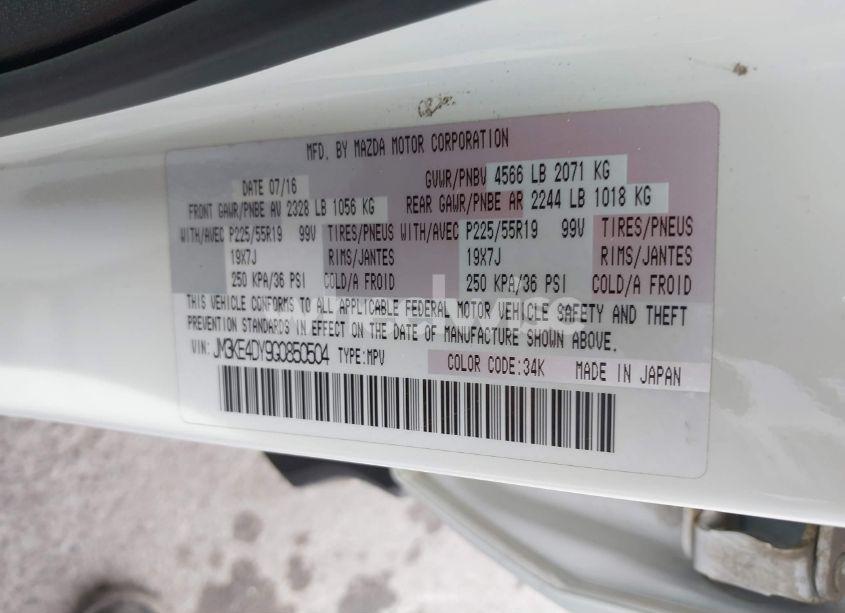 MFD. BY MAZDA MOTOR CORPORATION
DATE 07/16 GVWR/PNBV 4566 LB 2071 KG
FRONT GAWR/PNBE AV 2328 LB 1056 KG REAR GAWR/PNBE AR 2244 LB 1018 KG
WITH/AVEC P225/55R19 99V TIRES/PNEUS WITH/AVEC P225/55R19 99V TIRES/PNEUS
19X7J RIMS/JANTES 19X7J RIMS/JANTES
250 KPA/36 PSI COLD/A FROID 250 KPA/36 PSI COLD/A FROID
THIS VEHICLE CONFORMS TO ALL APPLICABLE FEDERAL MOTOR VEHICLE SAFETY AND THEFT
PREVENTION STANDARDS IN EFFECT ON THE DATE OF MANUFACTURE SHOWN ABOVE.
VIN: JM3KE4DY9G0850504 TYPE:MPV COLOR CODE:34K MADE IN JAPAN